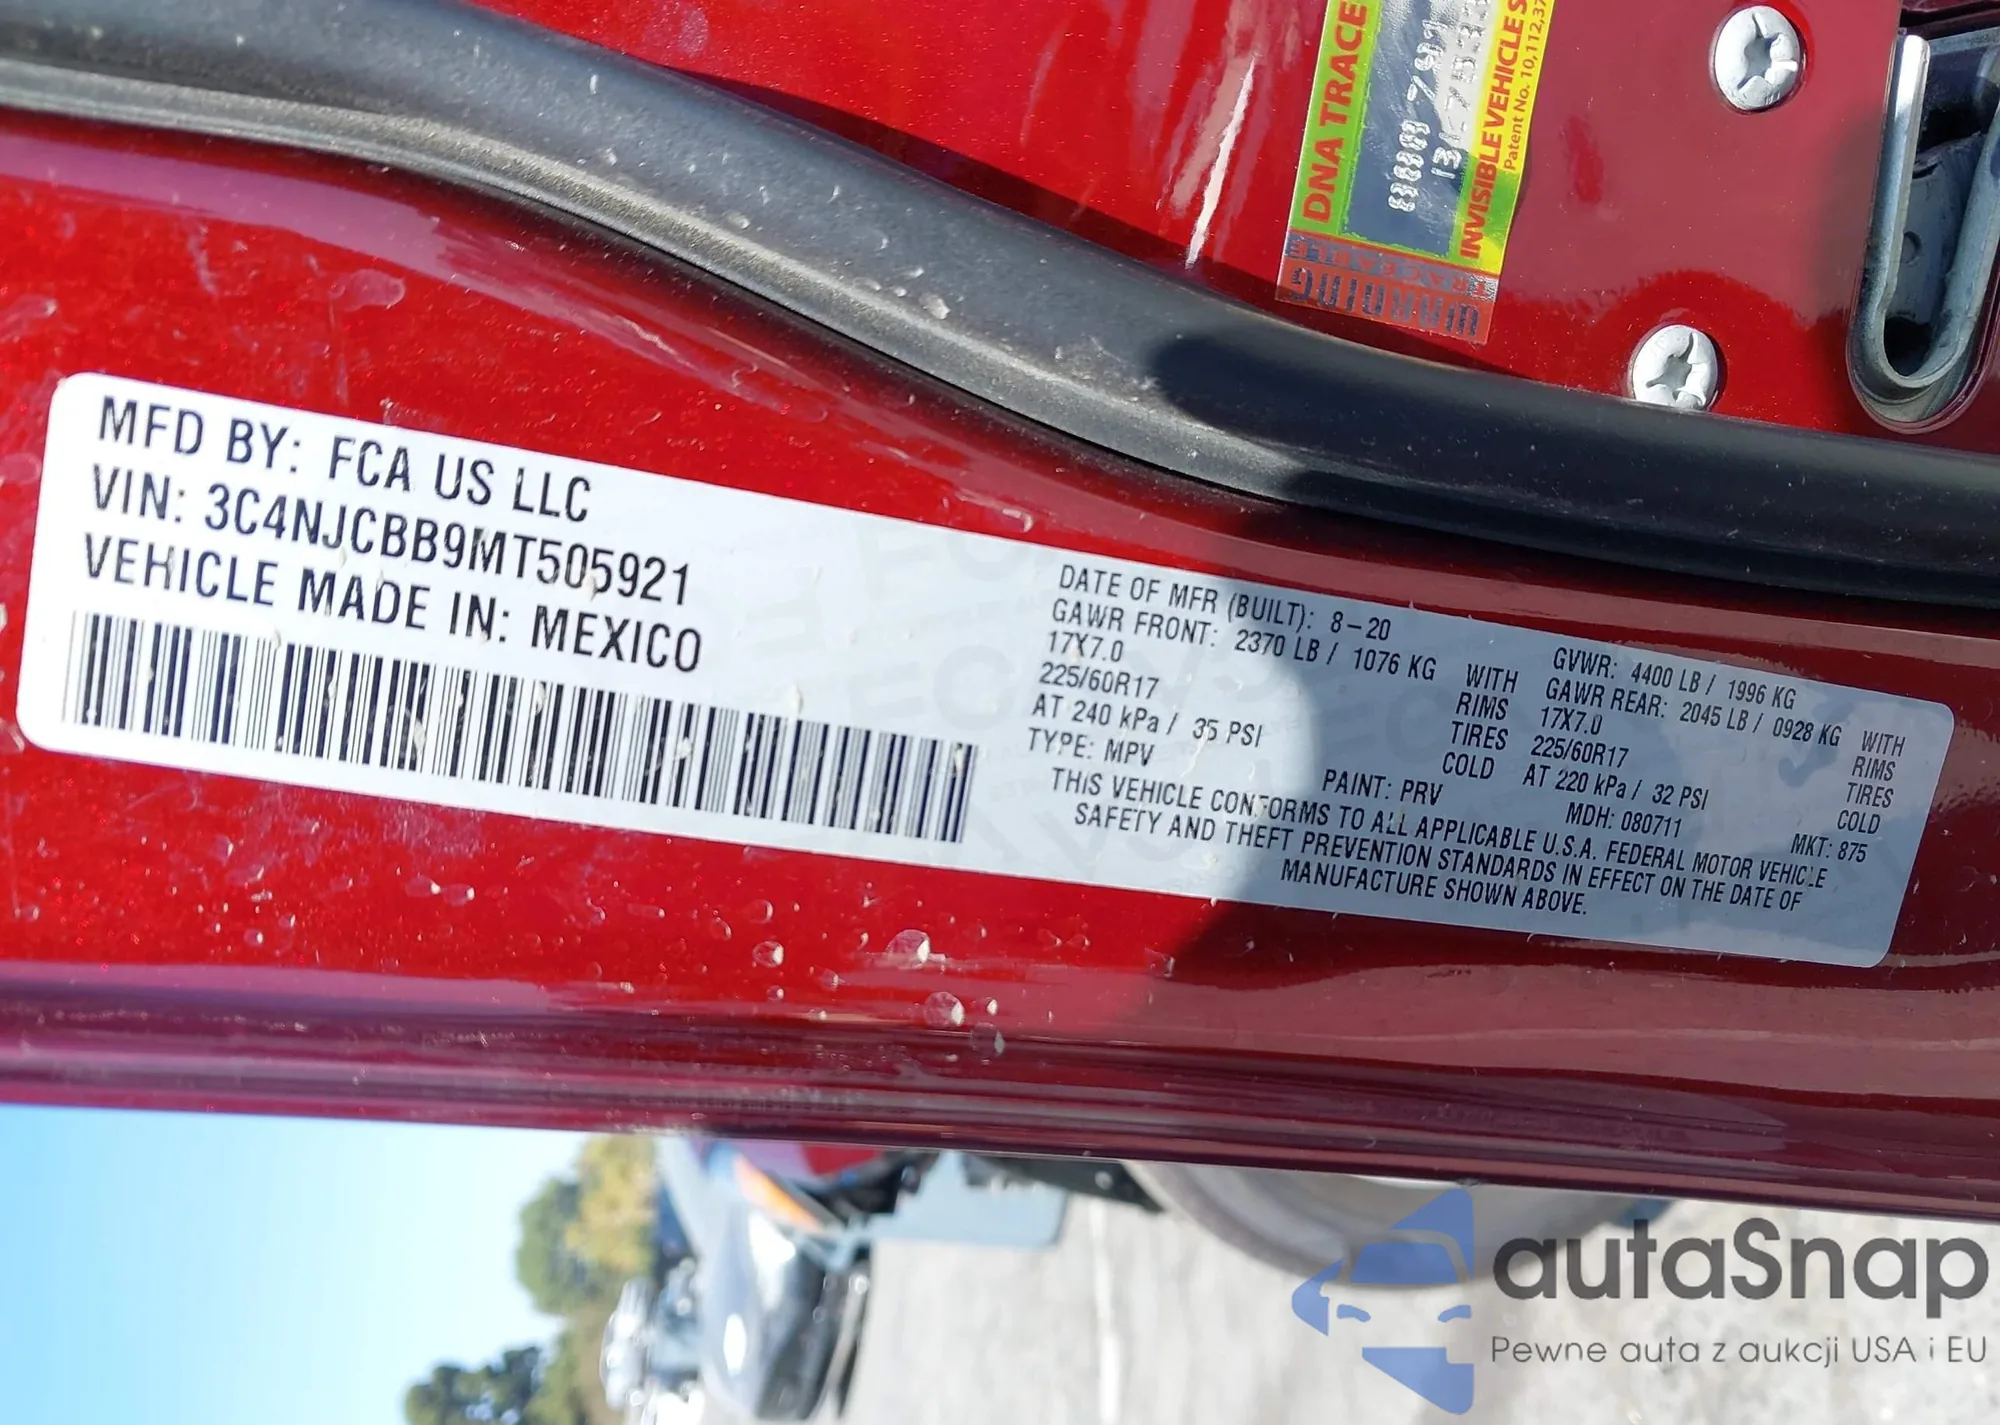 DNA TRACE
INVISIBLE VEHICLE S
Patent No. 10,112,37
MFD BY: FCA US LLC
VIN: 3C4NJCBB9MT505921
VEHICLE MADE IN: MEXICO
DATE OF MFR (BUILT): 8-20 GVWR: 4400 LB / 1996 KG
GAWR FRONT: 2370 LB / 1076 KG WITH GAWR REAR: 2045 LB / 0928 KG WITH
17X7.0 RIMS 17X7.0 RIMS
225/60R17 TIRES 225/60R17 TIRES
AT 240 kPa / 35 PSI COLD AT 220 kPa / 32 PSI COLD
TYPE: MPV PAINT: PRV MDH: 080711 MKT: 875
THIS VEHICLE CONFORMS TO ALL APPLICABLE U.S.A. FEDERAL MOTOR VEHICLE
SAFETY AND THEFT PREVENTION STANDARDS IN EFFECT ON THE DATE OF
MANUFACTURE SHOWN ABOVE.
autaSnap
Pewne auta z aukcji USA i EU